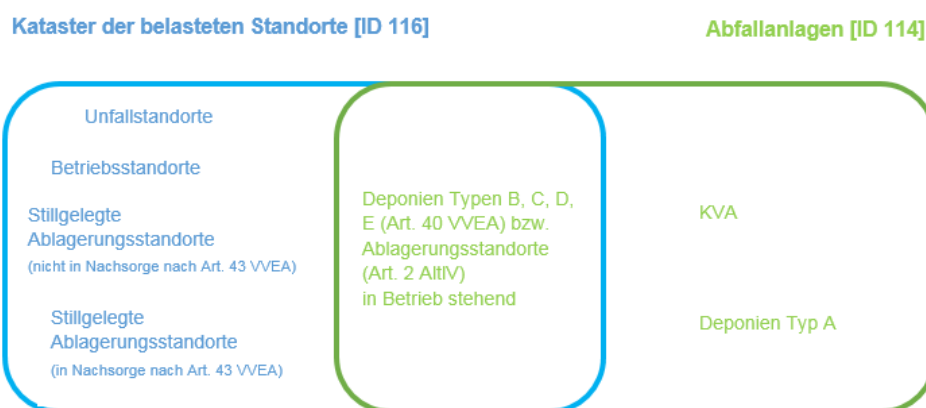 Kataster der belasteten Standorte [ID 116]
Abfallanlagen [ID 114]
Unfallstandorte
Betriebsstandorte
Stillgelegte
Ablagerungsstandorte
(nicht in Nachsorge nach Art. 43 VVEA)
Stillgelegte
Ablagerungsstandorte
(in Nachsorge nach Art. 43 VVEA)
Deponien Typen B, C, D,
E (Art. 40 VVEA) bzw.
Ablagerungsstandorte
(Art. 2 AltlV)
in Betrieb stehend
KVA
Deponien Typ A